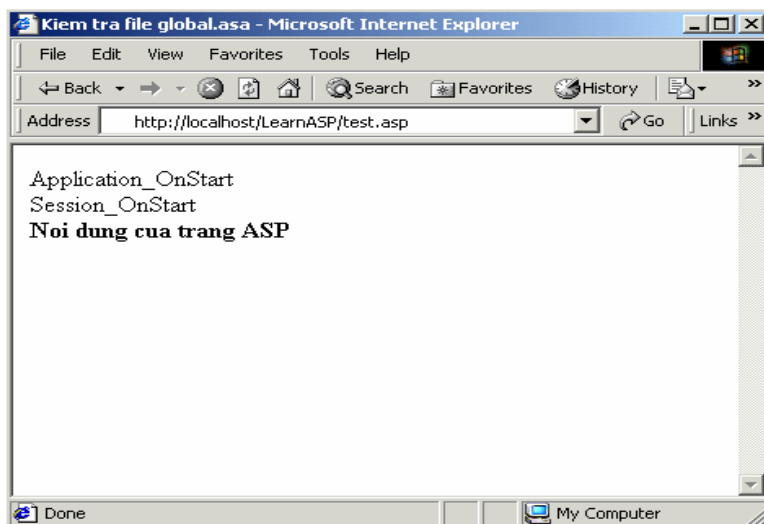 Kiem tra file global.asa - Microsoft Internet Explorer
File Edit View Favorites Tools Help
Back Search Favorites History »
Address http://localhost/LearnASP/test.asp Go Links »
Application_OnStart
Session_OnStart
Noi dung cua trang ASP
Done My Computer